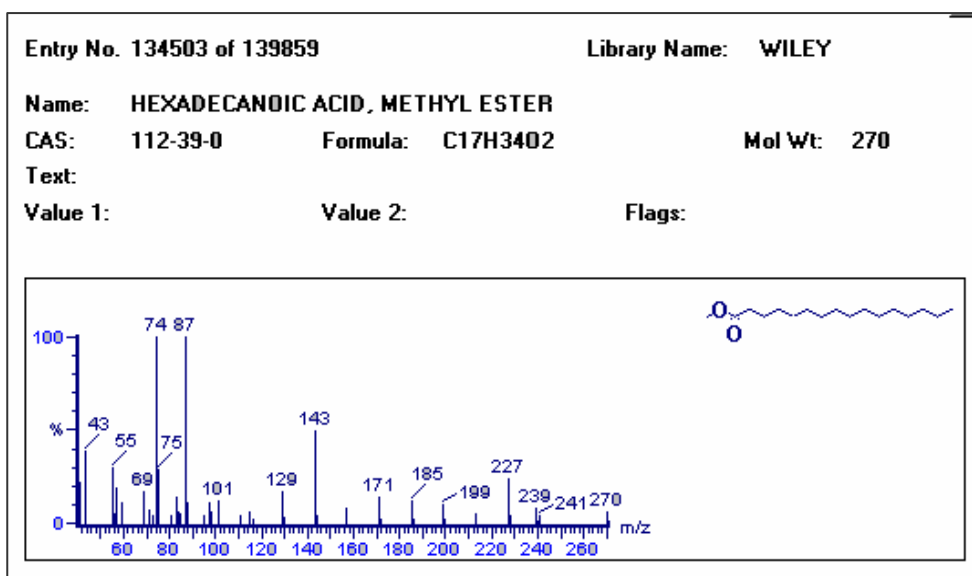 Entry No. 134503 of 139859 Library Name: WILEY
Name: HEXADECANOIC ACID, METHYL ESTER
CAS: 112-39-0 Formula: C17H34O2 Mol Wt: 270
Text:
Value 1: Value 2: Flags:
O
O
74 87
100
143
43
%
55 75
227
69 101 129 171 185 199 239 241 270
0
m/z
60 80 100 120 140 160 180 200 220 240 260